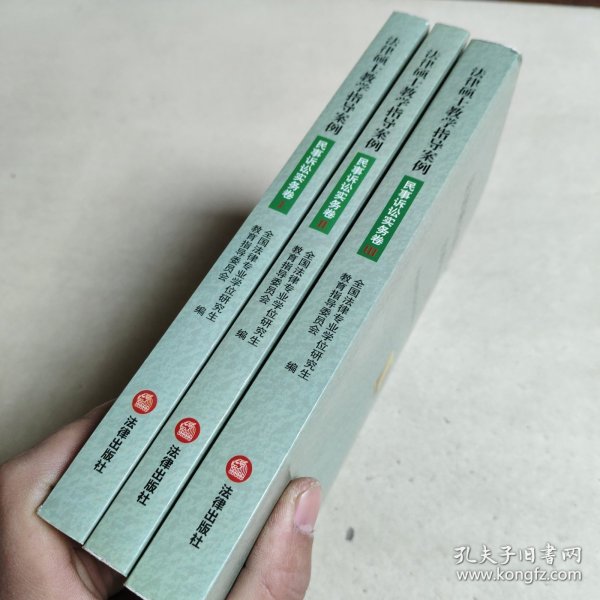 法律硕士教学指导案例
民事诉讼实务卷 I
全国法律专业学位研究生
教育指导委员会 编
法律出版社
法律硕士教学指导案例
民事诉讼实务卷 II
全国法律专业学位研究生
教育指导委员会 编
法律出版社
法律硕士教学指导案例
民事诉讼实务卷 III
全国法律专业学位研究生
教育指导委员会 编
法律出版社
孔夫子旧书网
www.kongfz.com